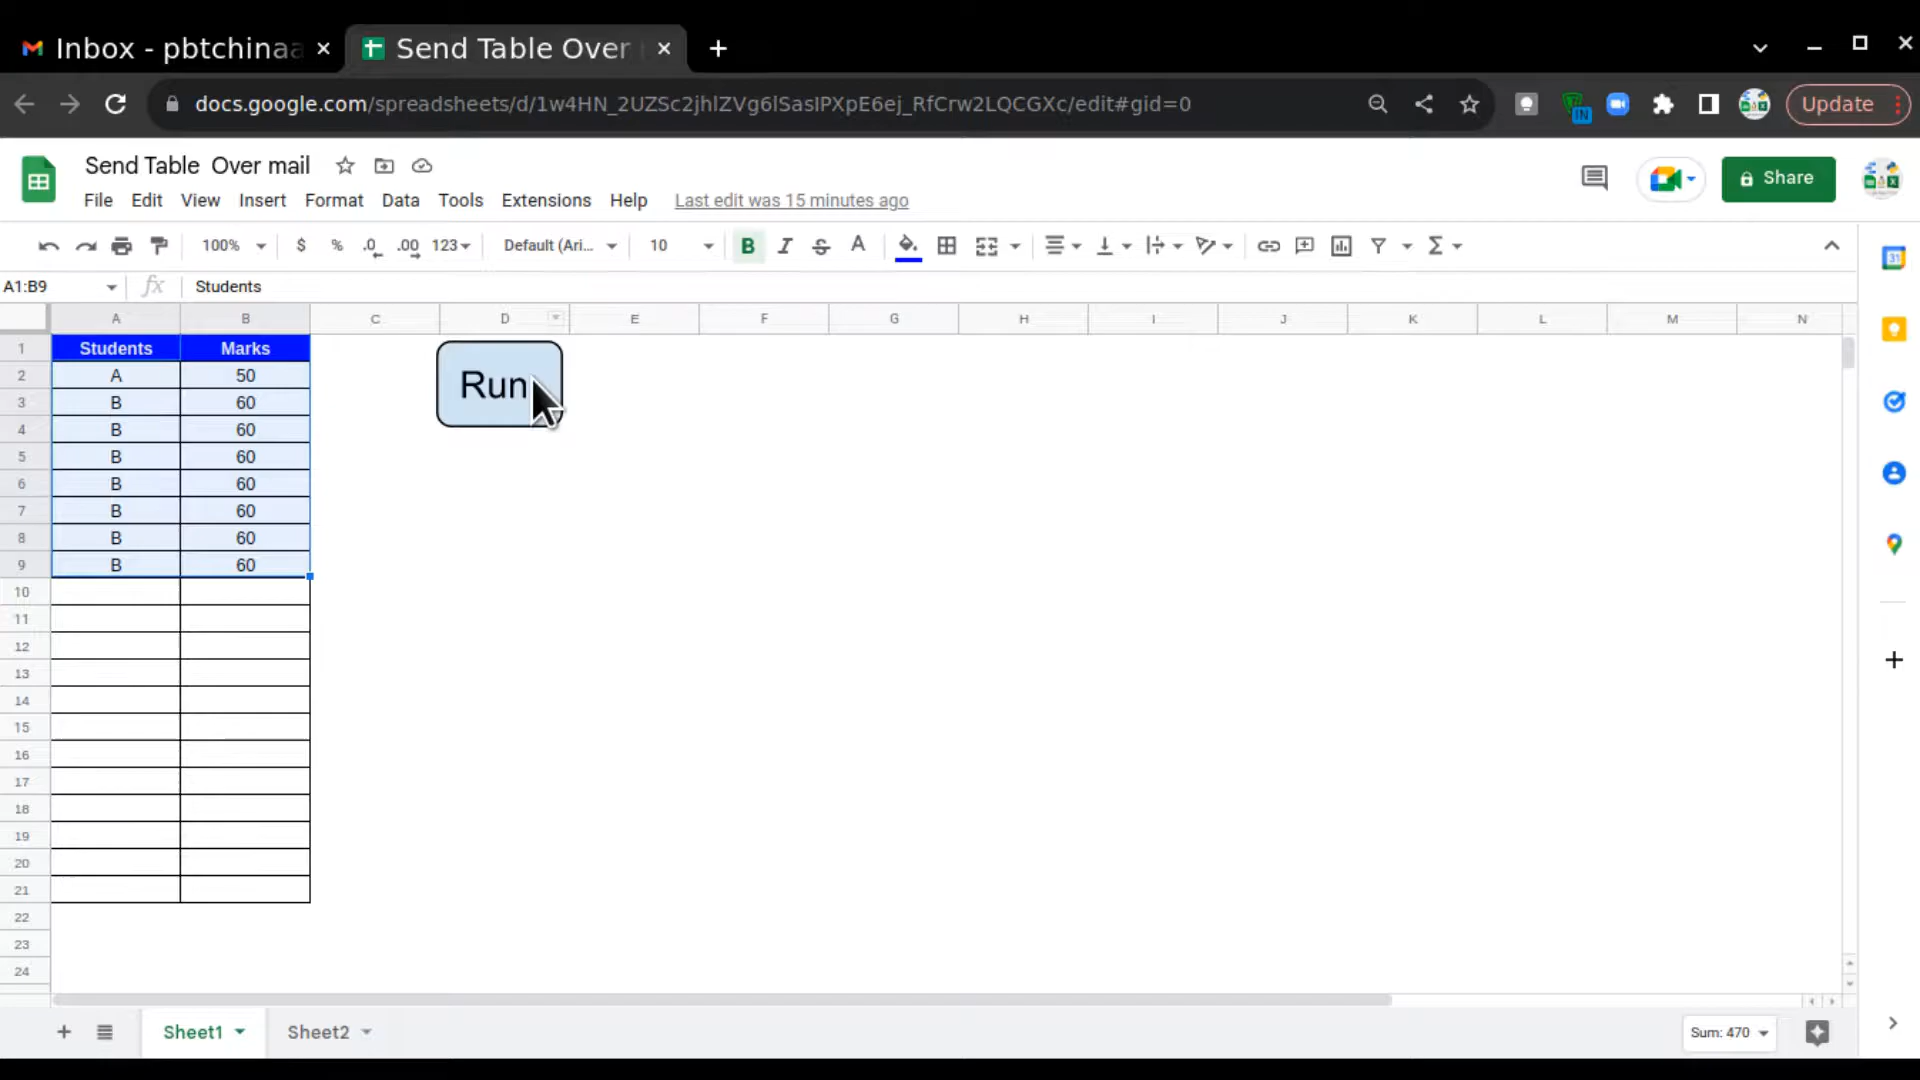 Inbox - pbtchinaa
Send Table Over
docs.google.com/spreadsheets/d/1w4HN_2UZSc2jhlZVg6lSasIPXpE6ej_RfCrw2LQCGXc/edit#gid=0
Update
Send Table  Over mail
File Edit View Insert Format Data Tools Extensions Help Last edit was 15 minutes ago
Share
100% $ % .0 .00 123 Default (Ari... 10 B I S A Σ
31
A1:B9 fx Students
A B C D E F G H I J K L M N
1 Students Marks
2 A 50
3 B 60
4 B 60
5 B 60
6 B 60
7 B 60
8 B 60
9 B 60
Run
10
11
12
13
14
15
16
17
18
19
20
21
22
23
24
Sheet1 Sheet2 Sum: 470